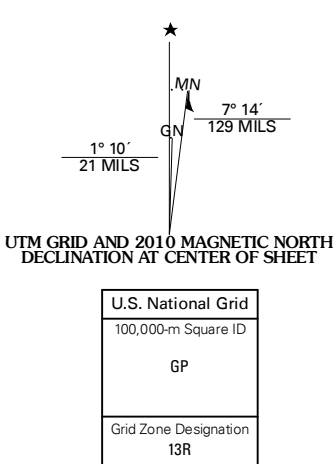 ★
MN
7° 14´
129 MILS
GN
1° 10´
21 MILS
UTM GRID AND 2010 MAGNETIC NORTH
DECLINATION AT CENTER OF SHEET
U.S. National Grid
100,000-m Square ID
GP
Grid Zone Designation
13R